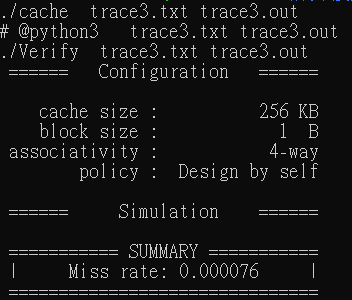 ./cache  trace3.txt trace3.out
# @python3   trace3.txt trace3.out
./Verify  trace3.txt trace3.out
======   Configuration   ======
cache size :          256 KB
block size :            1  B
associativity :          4-way
policy :  Design by self
======     Simulation    ======
=========== SUMMARY ===========
|     Miss rate: 0.000076     |
===============================